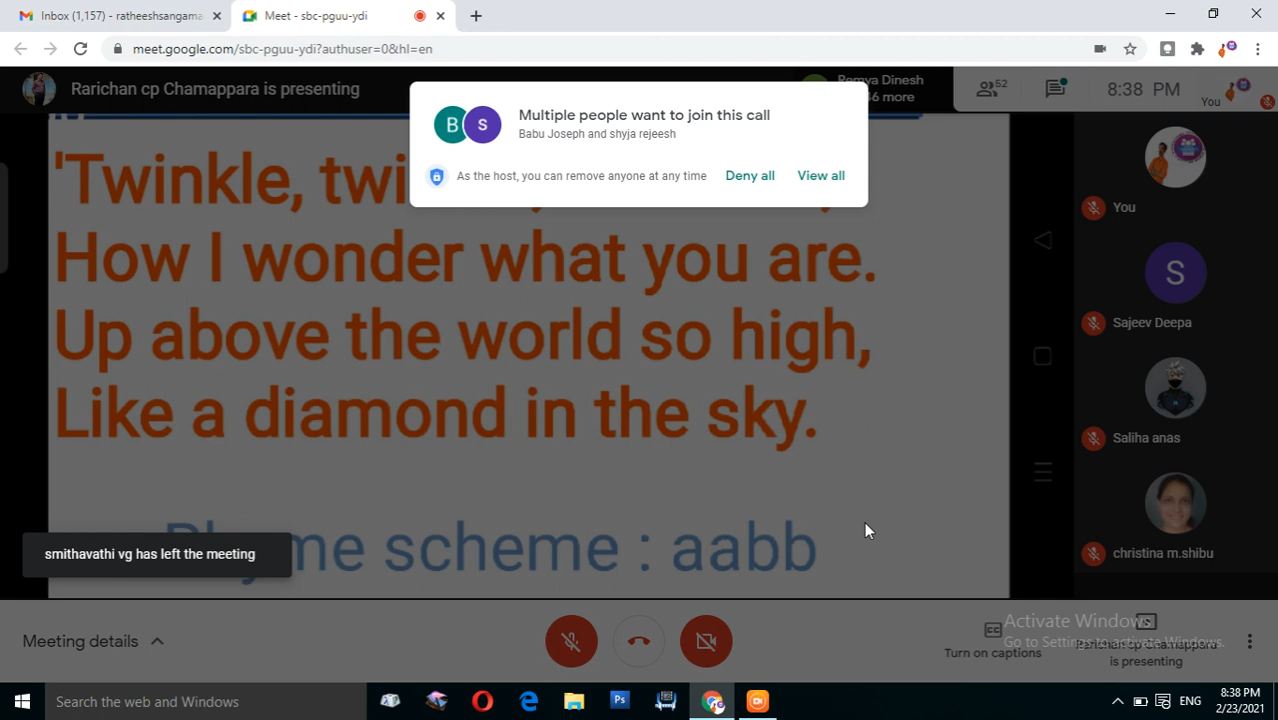 Inbox (1,157) - ratheeshsangama
Meet - sbc-pguu-ydi
meet.google.com/sbc-pguu-ydi?authuser=0&hl=en
Rarichan cp Chamappara is presenting
Remya Dinesh
more
52
8:38 PM
You
Multiple people want to join this call
B
S
Babu Joseph and shyja rejeesh
As the host, you can remove anyone at any time
Deny all
View all
'Twinkle,
How I wonder what you are.
Up above the world so high,
Like a diamond in the sky.
scheme : aabb
You
S
Sajeev Deepa
Saliha anas
christina m.shibu
smithavathi vg has left the meeting
Meeting details
CC
Turn on captions
Rarichan cp Chamappara
is presenting
Activate Windows
Go to Settings to activate Windows.
Search the web and Windows
Ps
ENG
8:38 PM
2/23/2021